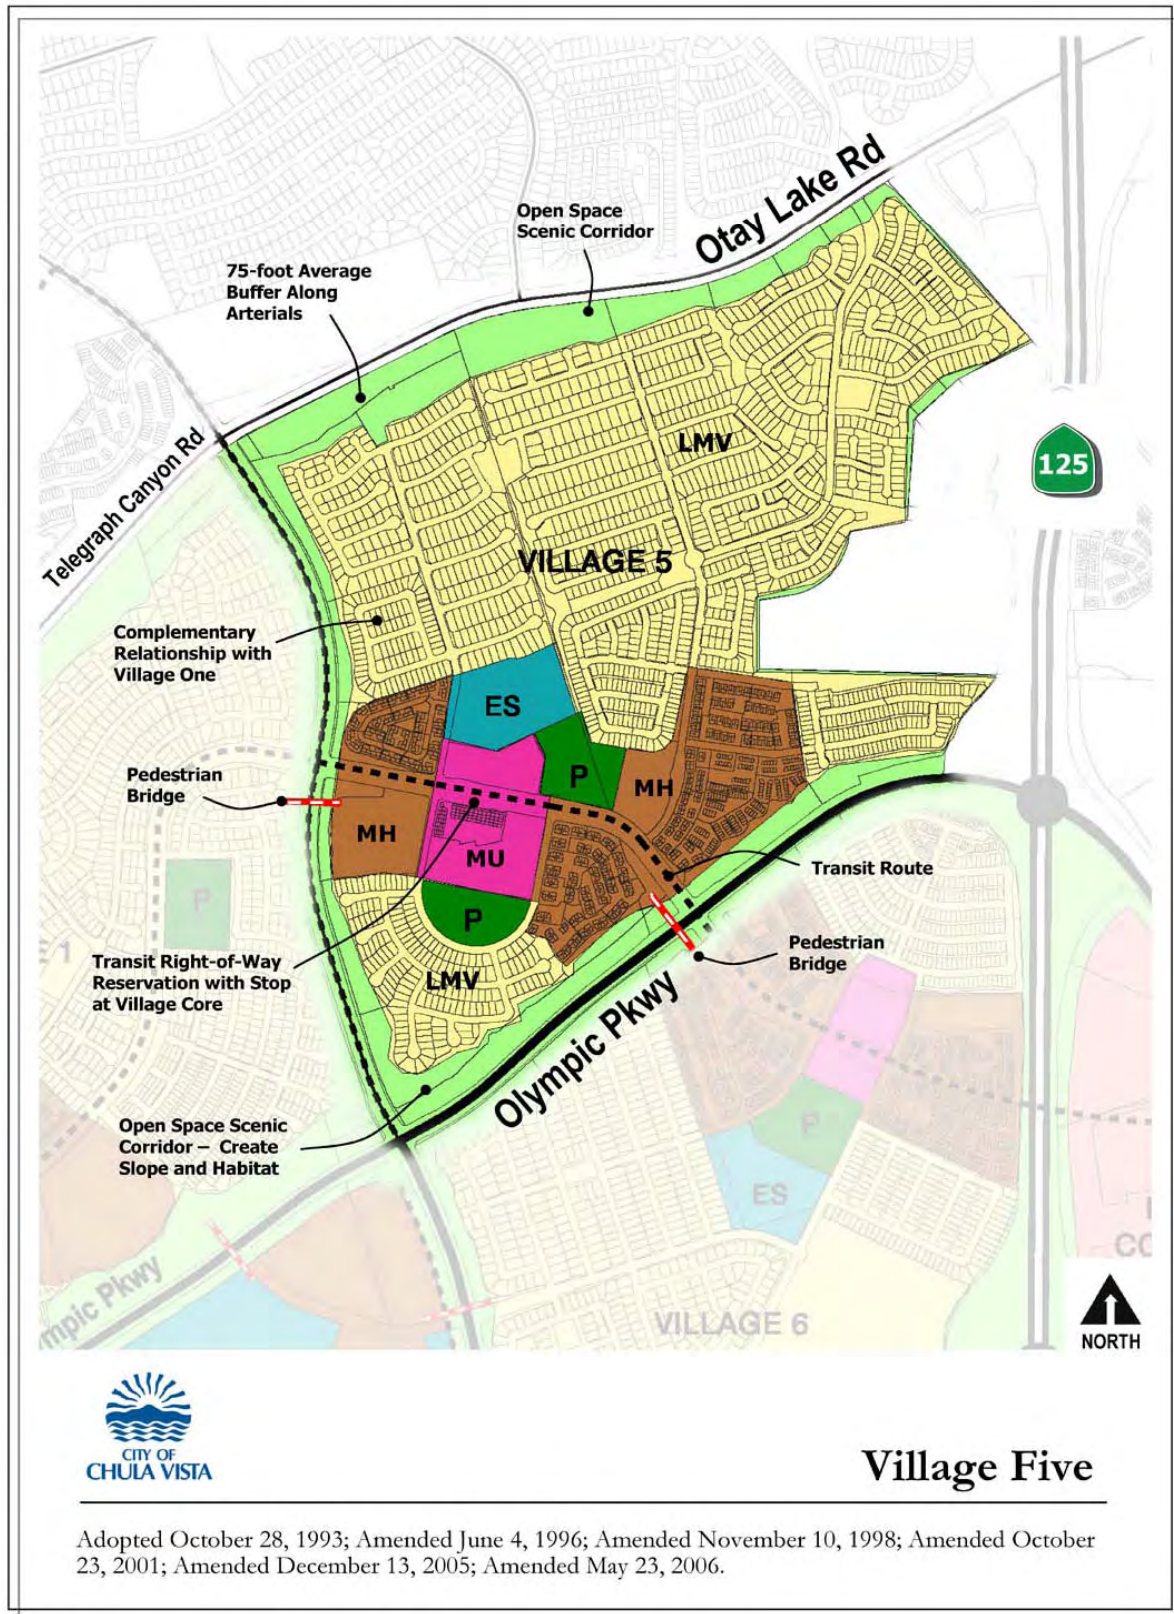 Otay Lake Rd
Open Space
Scenic Corridor
75-foot Average
Buffer Along
Arterials
Telegraph Canyon Rd
LMV
125
VILLAGE 5
Complementary
Relationship with
Village One
ES
Pedestrian
Bridge
P
MH
MH
MU
Transit Route
P
P
E 1
Pedestrian
Bridge
Transit Right-of-Way
Reservation with Stop
at Village Core
LMV
Olympic Pkwy
Open Space Scenic
Corridor – Create
Slope and Habitat
P
ES
CO
mpic Pkwy
VILLAGE 6
NORTH
CITY OF
CHULA VISTA
Village Five
Adopted October 28, 1993; Amended June 4, 1996; Amended November 10, 1998; Amended October
23, 2001; Amended December 13, 2005; Amended May 23, 2006.